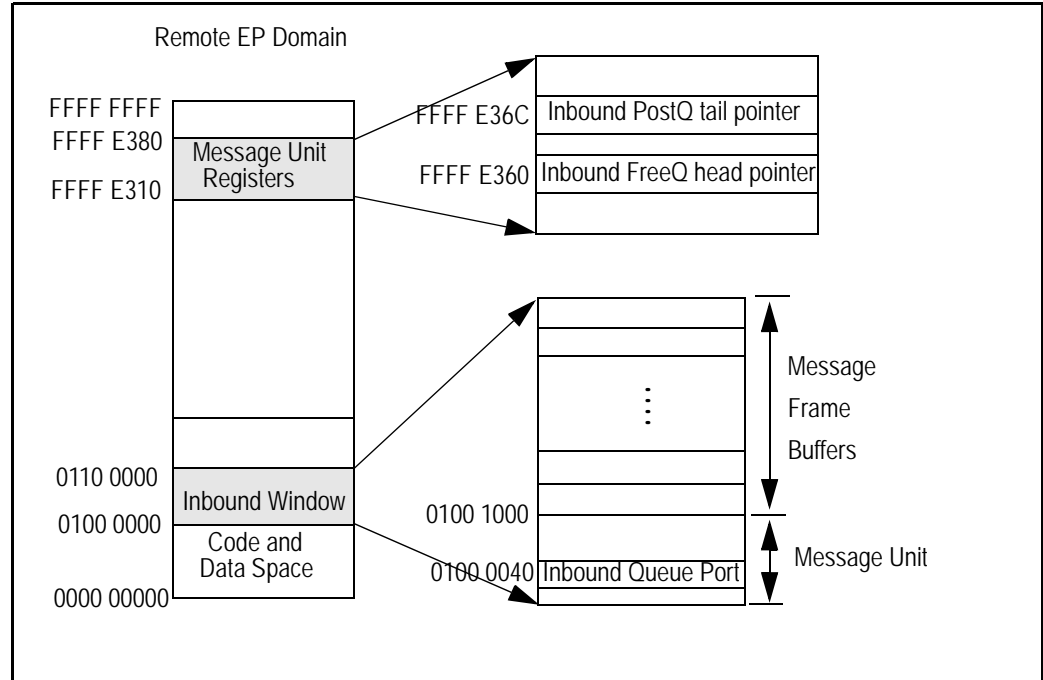 Remote EP Domain
FFFF FFFF
FFFF E380
Message Unit
Registers
FFFF E310
FFFF E36C
Inbound PostQ tail pointer
FFFF E360
Inbound FreeQ head pointer
0110 0000
Inbound Window
0100 0000
Code and
Data Space
0000 00000
Message
Frame
Buffers
0100 1000
0100 0040
Inbound Queue Port
Message Unit